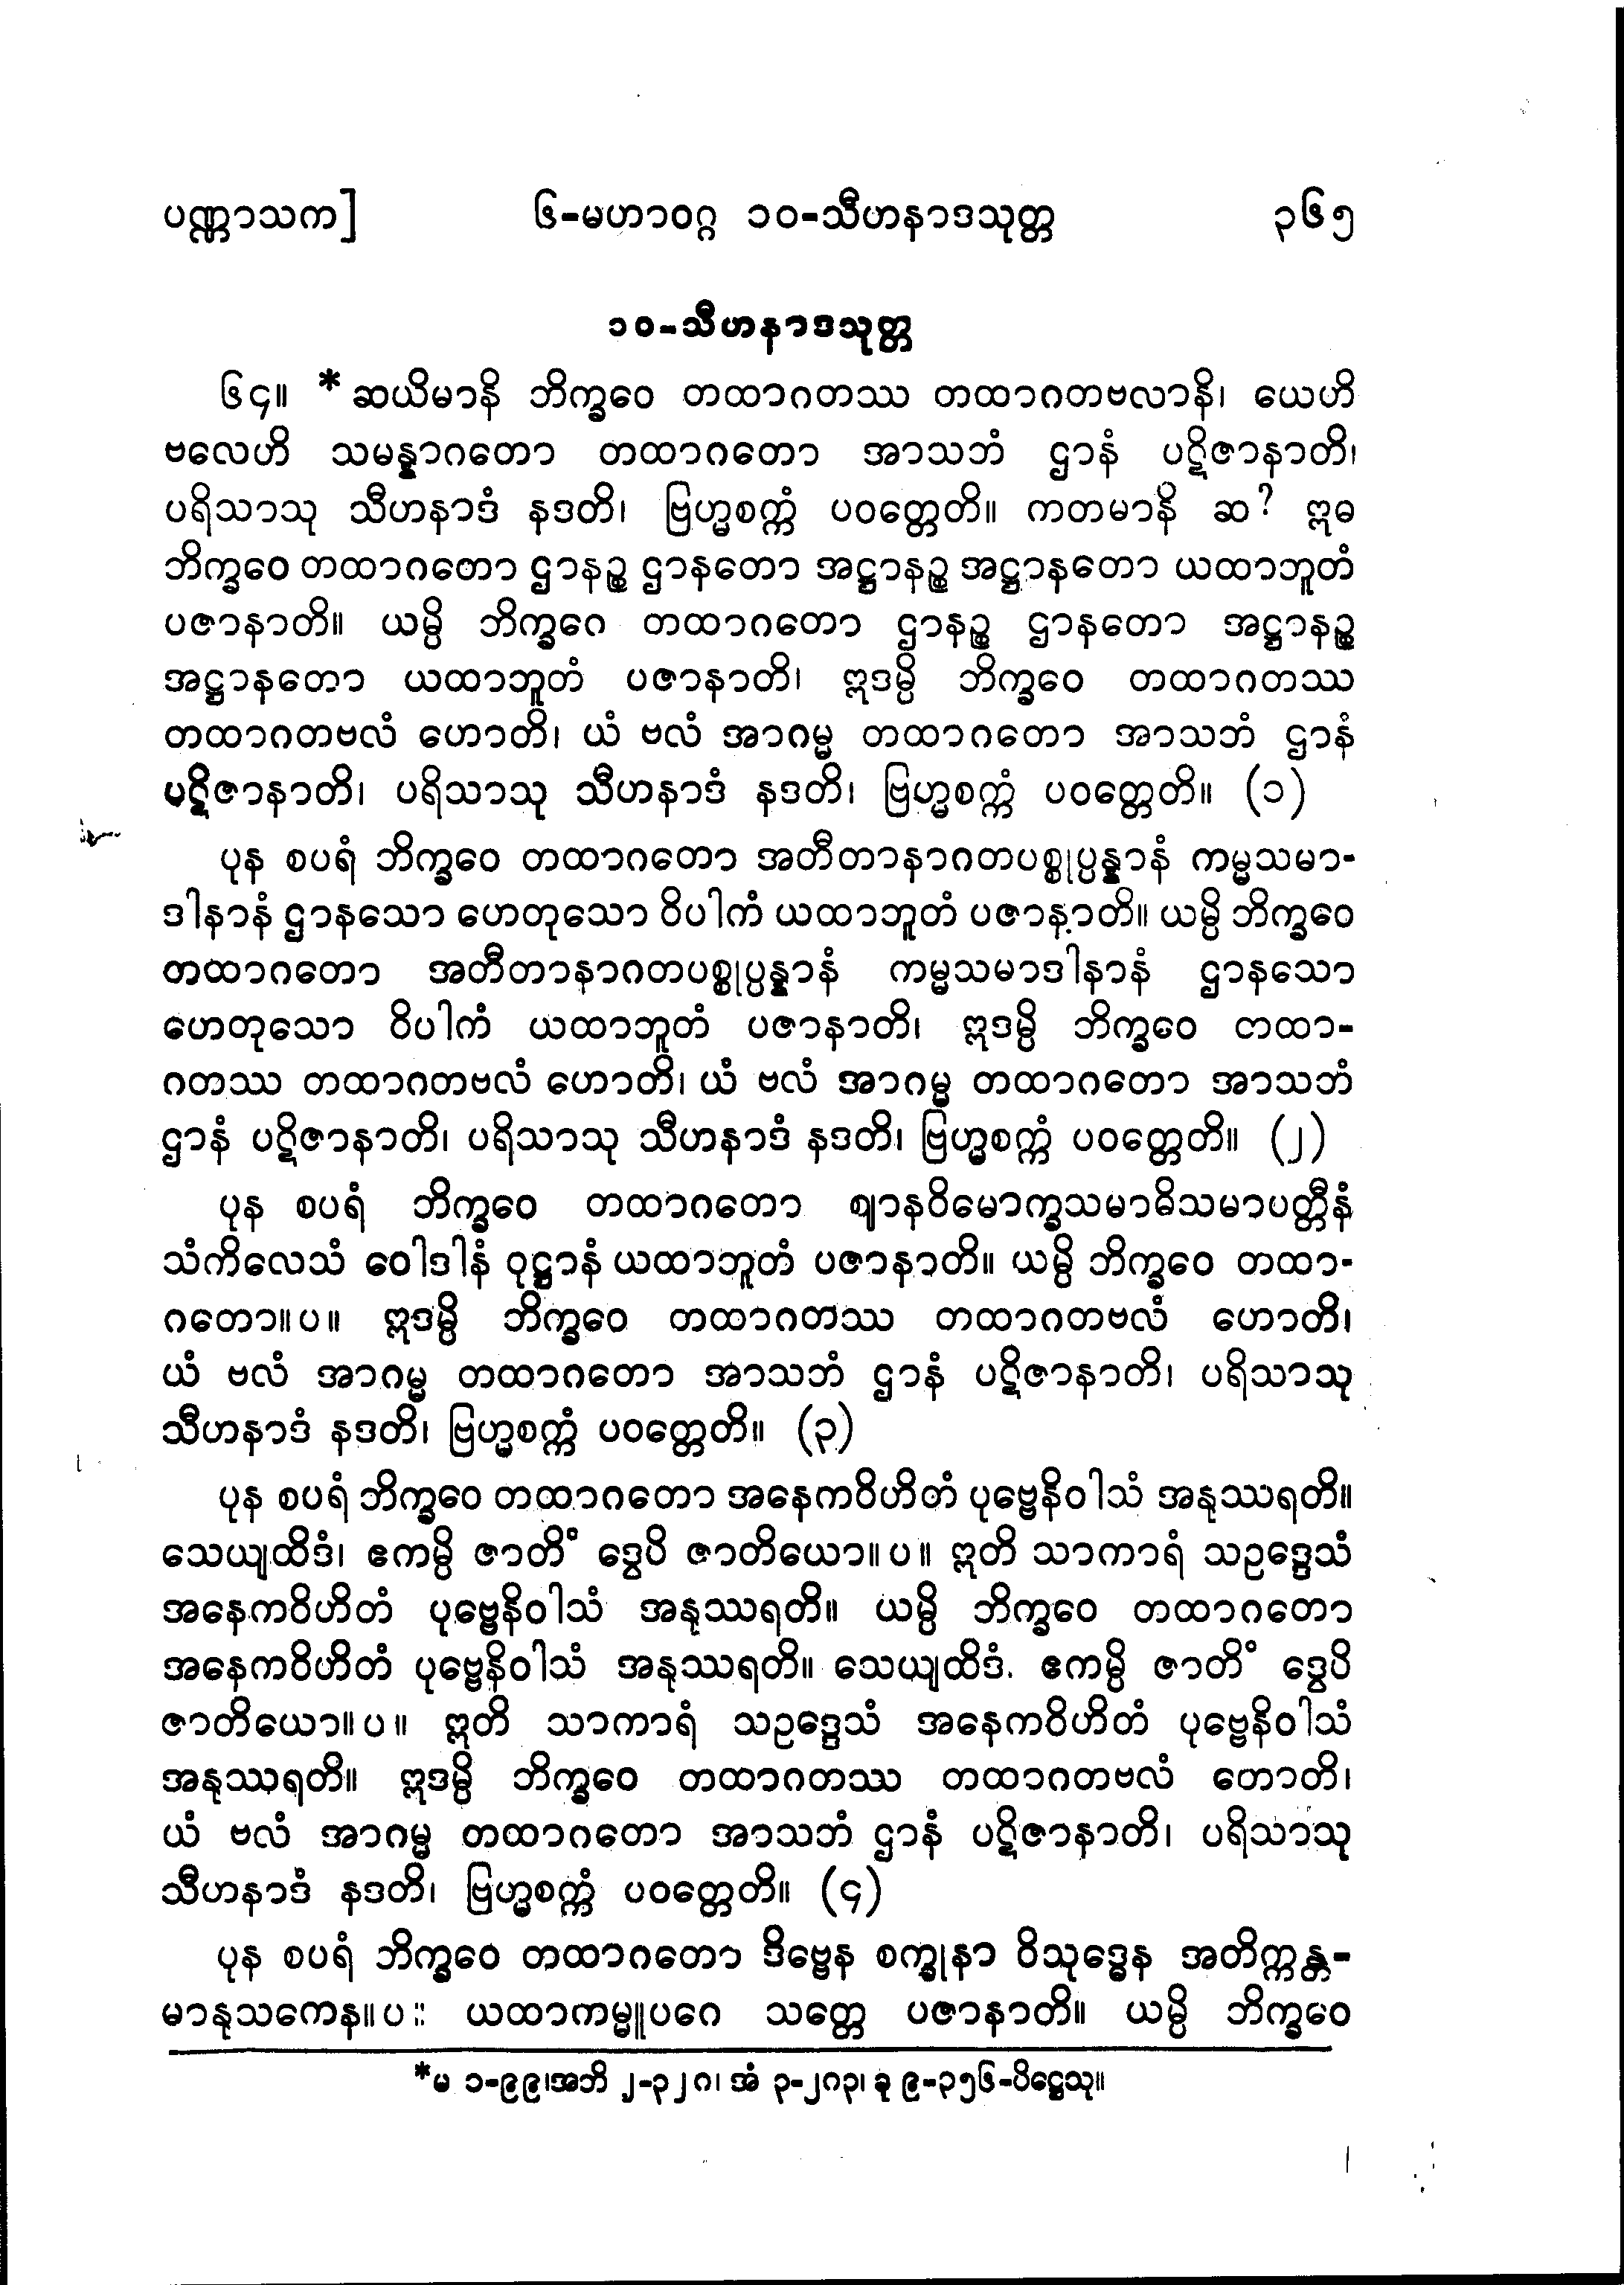 ပဏ္ဏာသက]	၆-မဟာဝဂ္ဂ ၁၀-သီဟနာဒသုတ္တ	၃၆၅
၁၀-သီဟနာဒသုတ္တ
၆၄။ * ဆယိမာနိ ဘိက္ခဝေ တထာဂတဿ တထာဂတဗလာနိ၊ ယေဟိ
ဗလေဟိ သမန္နာဂတော တထာဂတော အာသဘံ ဌာနံ ပဋိဇာနာတိ၊
ပရိသာသု သီဟနာဒံ နဒတိ၊ ဗြဟ္မစက္ကံ ပဝတ္တေတိ။ ကတမာနိ ဆ? ဣဓ
ဘိက္ခဝေ တထာဂတော ဌာနဉ္စ ဌာနတော အဋ္ဌာနဉ္စ အဋ္ဌာနတော ယထာဘူတံ
ပဇာနာတိ။ ယမ္ပိ ဘိက္ခဂေ တထာဂတော ဌာနဉ္စ ဌာနတော အဋ္ဌာနဉ္စ
အဋ္ဌာနတော ယထာဘူတံ ပဇာနာတိ၊ ဣဒမ္ပိ ဘိက္ခဝေ တထာဂတဿ
တထာဂတဗလံ ဟောတိ၊ ယံ ဗလံ အာဂမ္မ တထာဂတော အာသဘံ ဌာနံ
ပဋိဇာနာတိ၊ ပရိသာသု သီဟနာဒံ နဒတိ၊ ဗြဟ္မစက္ကံ ပဝတ္တေတိ။ (၁)
ပုန စပရံ ဘိက္ခဝေ တထာဂတော အတီတာနာဂတပစ္စုပ္ပန္နာနံ ကမ္မသမာ-
ဒါနာနံ ဌာနသော ဟေတုသော ဝိပါကံ ယထာဘူတံ ပဇာနာတိ။ ယမ္ပိ ဘိက္ခဝေ
တထာဂတော အတီတာနာဂတပစ္စုပ္ပန္နာနံ ကမ္မသမာဒါနာနံ ဌာနသော
ဟေတုသော ဝိပါကံ ယထာဘူတံ ပဇာနာတိ၊ ဣဒမ္ပိ ဘိက္ခဝေ တထာ-
ဂတဿ တထာဂတဗလံ ဟောတိ၊ ယံ ဗလံ အာဂမ္မ တထာဂတော အာသဘံ
ဌာနံ ပဋိဇာနာတိ၊ ပရိသာသု သီဟနာဒံ နဒတိ၊ ဗြဟ္မစက္ကံ ပဝတ္တေတိ။ (၂)
ပုန စပရံ ဘိက္ခဝေ တထာဂတော ဈာနဝိမောက္ခသမာဓိသမာပတ္တီနံ
သံကိလေသံ ဝေါဒါနံ ဝုဋ္ဌာနံ ယထာဘူတံ ပဇာနာတိ။ ယမ္ပိ ဘိက္ခဝေ တထာ-
ဂတော။ပ။ ဣဒမ္ပိ ဘိက္ခဝေ တထာဂတဿ တထာဂတဗလံ ဟောတိ၊
ယံ ဗလံ အာဂမ္မ တထာဂတော အာသဘံ ဌာနံ ပဋိဇာနာတိ၊ ပရိသာသု
သီဟနာဒံ နဒတိ၊ ဗြဟ္မစက္ကံ ပဝတ္တေတိ။ (၃)
ပုန စပရံ ဘိက္ခဝေ တထာဂတော အနေကဝိဟိတံ ပုဗ္ဗေနိဝါသံ အနုဿရတိ။
သေယျထိဒံ၊ ဧကမ္ပိ ဇာတိံ ဒွေပိ ဇာတိယော။ပ။ ဣတိ သာကာရံ သဥဒ္ဒေသံ
အနေကဝိဟိတံ ပုဗ္ဗေနိဝါသံ အနုဿရတိ။ ယမ္ပိ ဘိက္ခဝေ တထာဂတော
အနေကဝိဟိတံ ပုဗ္ဗေနိဝါသံ အနုဿရတိ။ သေယျထိဒံ. ဧကမ္ပိ ဇာတိံ ဒွေပိ
ဇာတိယော။ပ။ ဣတိ သာကာရံ သဥဒ္ဒေသံ အနေကဝိဟိတံ ပုဗ္ဗေနိဝါသံ
အနုဿရတိ။ ဣဒမ္ပိ ဘိက္ခဝေ တထာဂတဿ တထာဂတဗလံ ဟောတိ၊
ယံ ဗလံ အာဂမ္မ တထာဂတော အာသဘံ ဌာနံ ပဋိဇာနာတိ၊ ပရိသာသု
သီဟနာဒံ နဒတိ၊ ဗြဟ္မစက္ကံ ပဝတ္တေတိ။ (၄)
ပုန စပရံ ဘိက္ခဝေ တထာဂတော ဒိဗ္ဗေန စက္ခုနာ ဝိသုဒ္ဓေန အတိက္ကန္တ-
မာနုသကေန။ပ။ ယထာကမ္မူပဂေ သတ္တေ ပဇာနာတိ။ ယမ္ပိ ဘိက္ခဝေ
*မ ၁-၉၉၊အဘိ ၂-၃၂၈၊ အံ ၃-၂၈၃၊ ခု ၉-၃၅၆-ပိဋ္ဌေသု။